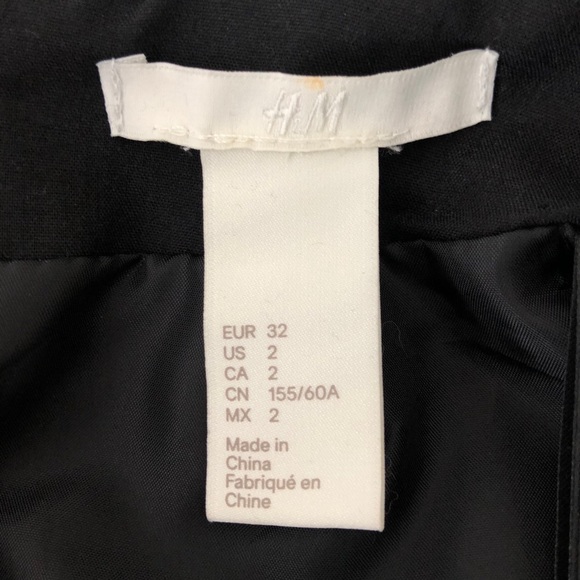 H&M
EUR 32
US 2
CA 2
CN 155/60A
MX 2
Made in
China
Fabriqué en
Chine